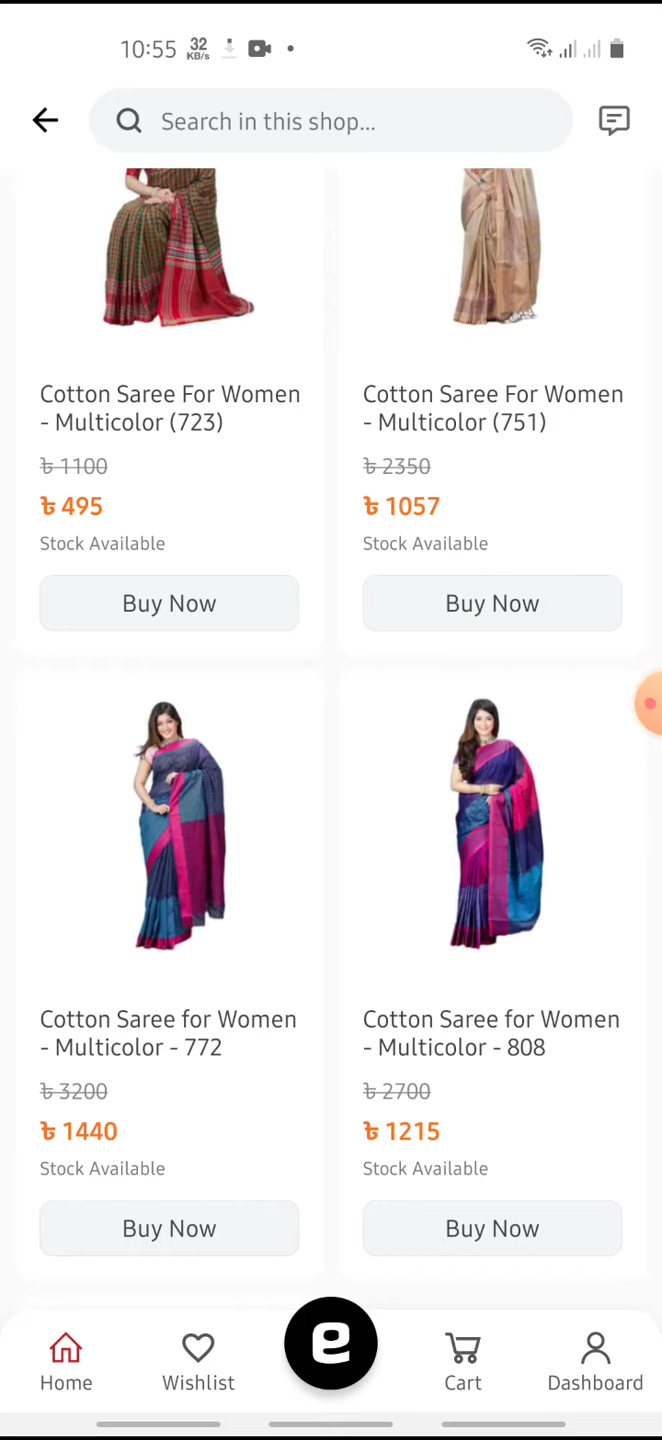 10:55 32 KB/s
Search in this shop...
Cotton Saree For Women
- Multicolor (723)
৳ 1100
৳ 495
Stock Available
Buy Now
Cotton Saree For Women
- Multicolor (751)
৳ 2350
৳ 1057
Stock Available
Buy Now
Cotton Saree for Women
- Multicolor - 772
৳ 3200
৳ 1440
Stock Available
Buy Now
Cotton Saree for Women
- Multicolor - 808
৳ 2700
৳ 1215
Stock Available
Buy Now
e
Home Wishlist Cart Dashboard